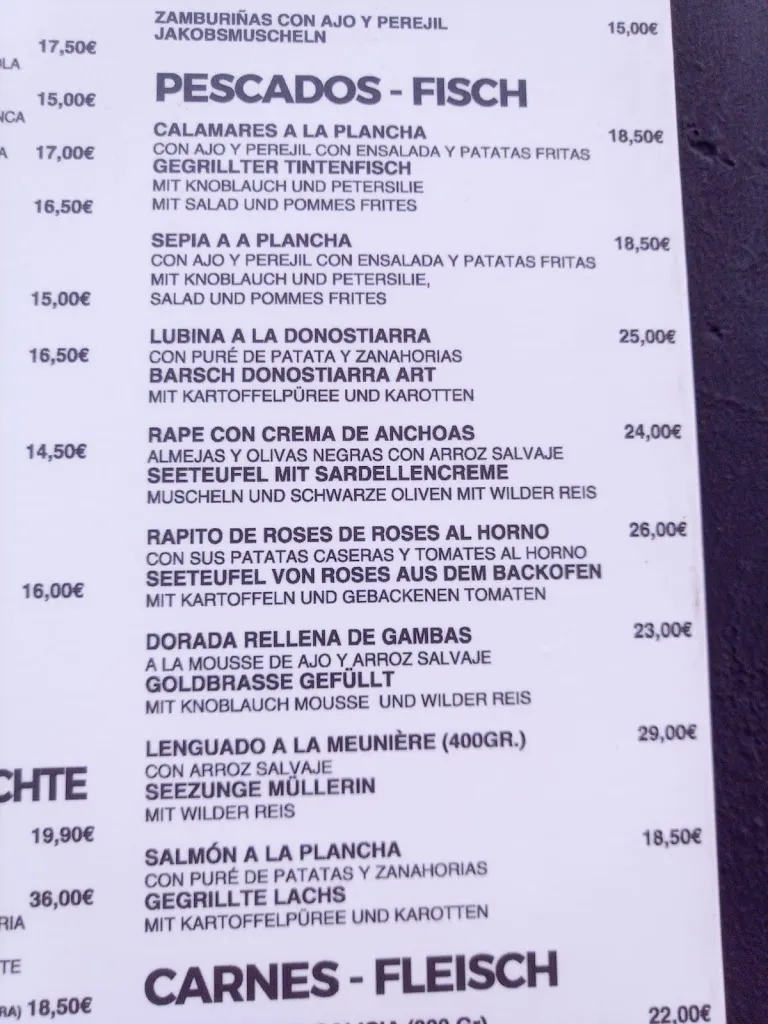 17,50€
15,00€
17,00€
16,50€
15,00€
16,50€
14,50€
16,00€
CHTE
19,90€
36,00€
RIA
TE
RA) 18,50€
ZAMBURIÑAS CON AJO Y PEREJIL 15,00€
JAKOBSMUSCHELN
PESCADOS - FISCH
CALAMARES A LA PLANCHA 18,50€
CON AJO Y PEREJIL CON ENSALADA Y PATATAS FRITAS
GEGRILLTER TINTENFISCH
MIT KNOBLAUCH UND PETERSILIE
MIT SALAD UND POMMES FRITES
SEPIA A A PLANCHA 18,50€
CON AJO Y PEREJIL CON ENSALADA Y PATATAS FRITAS
MIT KNOBLAUCH UND PETERSILIE,
SALAD UND POMMES FRITES
LUBINA A LA DONOSTIARRA 25,00€
CON PURÉ DE PATATA Y ZANAHORIAS
BARSCH DONOSTIARRA ART
MIT KARTOFFELPÜREE UND KAROTTEN
RAPE CON CREMA DE ANCHOAS 24,00€
ALMEJAS Y OLIVAS NEGRAS CON ARROZ SALVAJE
SEETEUFEL MIT SARDELLENCREME
MUSCHELN UND SCHWARZE OLIVEN MIT WILDER REIS
RAPITO DE ROSES DE ROSES AL HORNO 26,00€
CON SUS PATATAS CASERAS Y TOMATES AL HORNO
SEETEUFEL VON ROSES AUS DEM BACKOFEN
MIT KARTOFFELN UND GEBACKENEN TOMATEN
DORADA RELLENA DE GAMBAS 23,00€
A LA MOUSSE DE AJO Y ARROZ SALVAJE
GOLDBRASSE GEFÜLLT
MIT KNOBLAUCH MOUSSE UND WILDER REIS
LENGUADO A LA MEUNIÈRE (400GR.) 29,00€
CON ARROZ SALVAJE
SEEZUNGE MÜLLERIN
MIT WILDER REIS
SALMÓN A LA PLANCHA 18,50€
CON PURÉ DE PATATAS Y ZANAHORIAS
GEGRILLTE LACHS
MIT KARTOFFELPÜREE UND KAROTTEN
CARNES - FLEISCH
22,00€